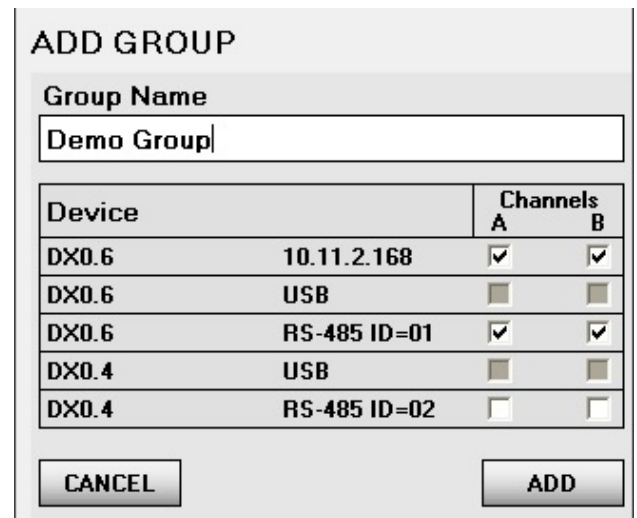 ADD GROUP
Group Name
Demo Group
Device Channels
A B
DX0.6 10.11.2.168
DX0.6 USB
DX0.6 RS-485 ID=01
DX0.4 USB
DX0.4 RS-485 ID=02
CANCEL ADD